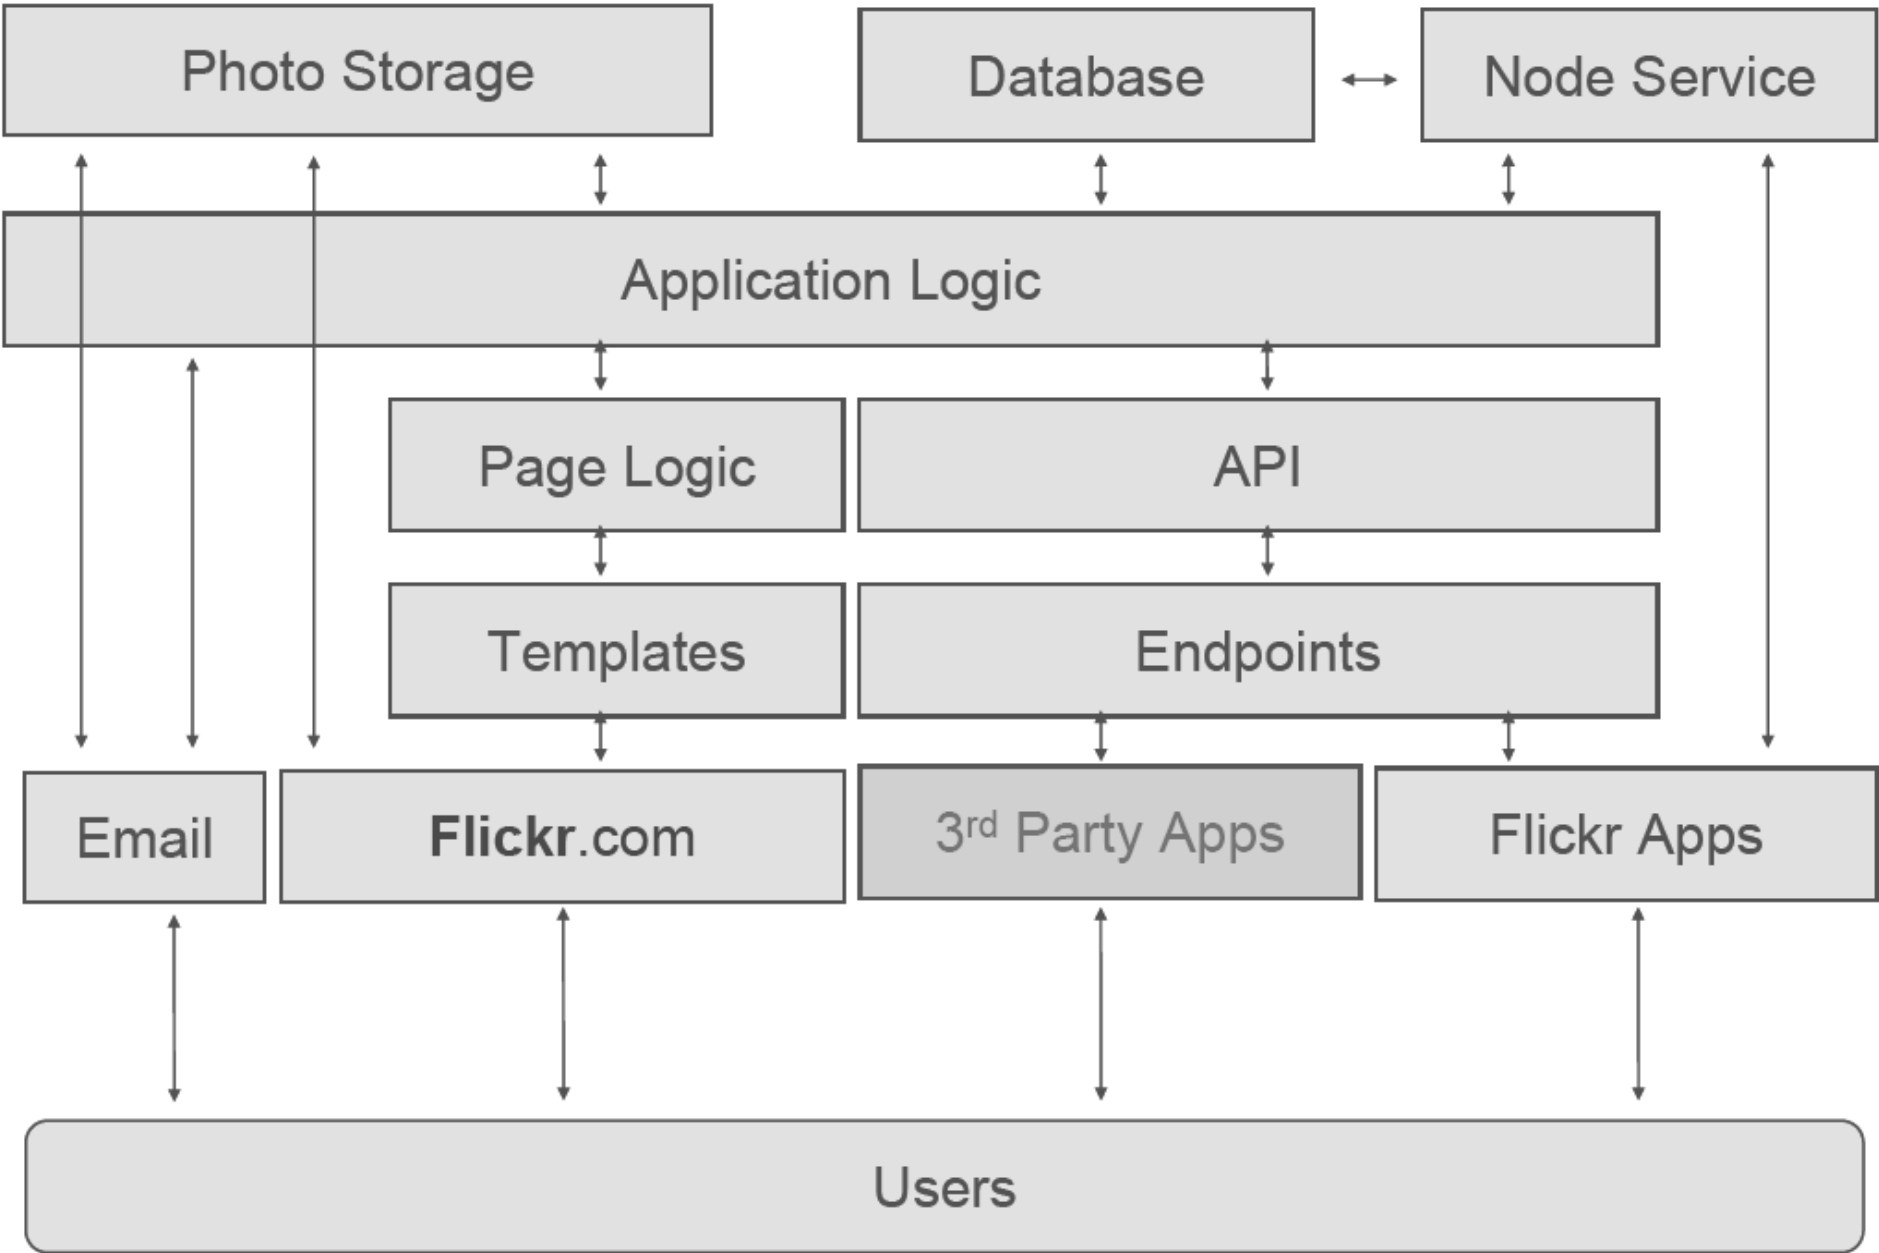 Photo Storage
Database
Node Service
Application Logic
Page Logic
API
Templates
Endpoints
Email
Flickr.com
3rd Party Apps
Flickr Apps
Users